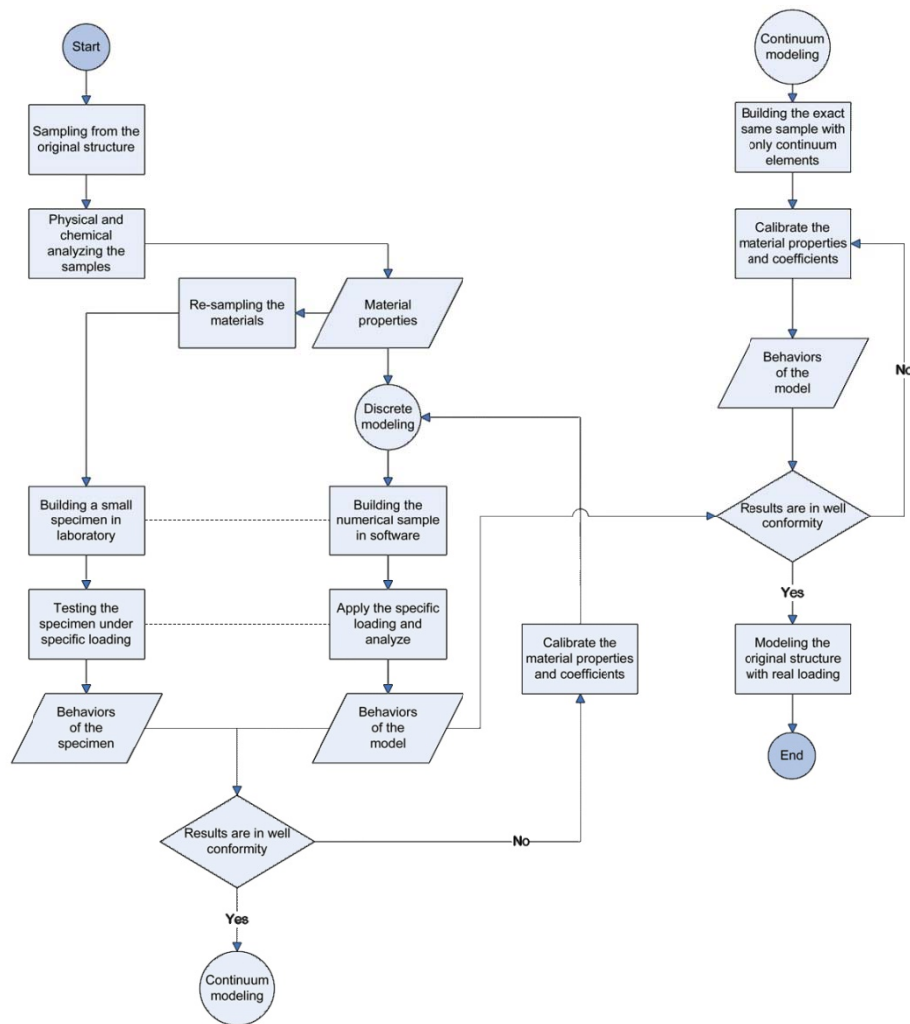 Start
Sampling from the
original structure
Physical and
chemical analyzing the
samples
Re-sampling the
materials
Material
properties
Discrete
modeling
Building a small
specimen in
laboratory
Building the
numerical sample
in software
Testing the
specimen under
specific loading
Apply the specific
loading and
analyze
Calibrate the
material properties
and coefficients
Behaviors
of the
specimen
Behaviors
of the
model
Results are in well
conformity
No
Yes
Continuum
modeling
Continuum
modeling
Building the exact
same sample with
only continuum
elements
Calibrate the
material properties
and coefficients
Behaviors
of the
model
No
Results are in well
conformity
Yes
Modeling the
original structure
with real loading
End